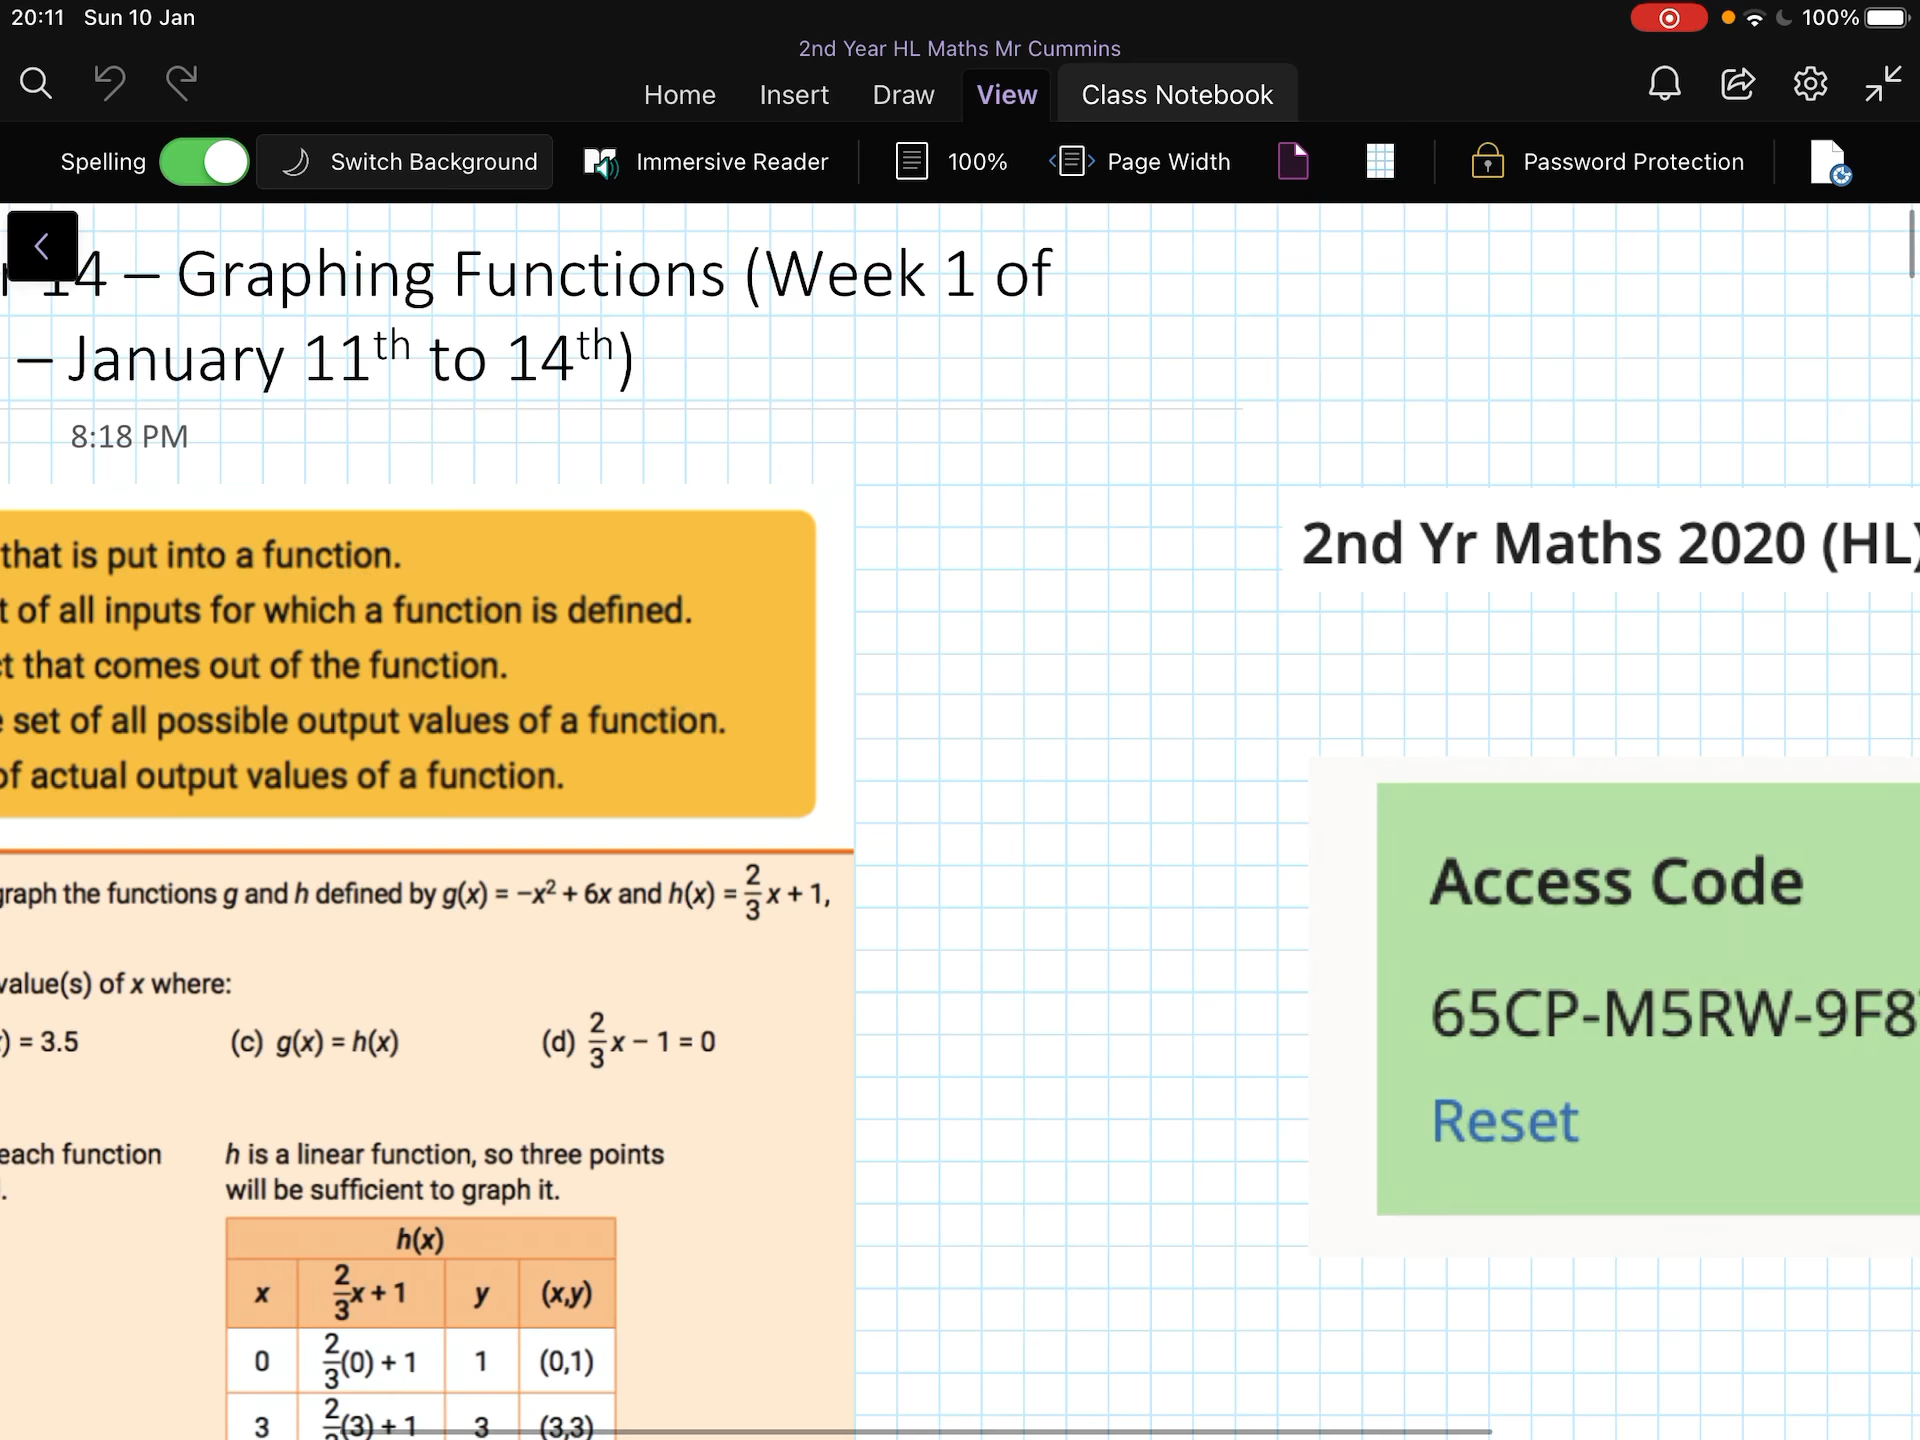 20:11 Sun 10 Jan 100%
2nd Year HL Maths Mr Cummins
Home Insert Draw View Class Notebook
Spelling Switch Background Immersive Reader 100% Page Width Password Protection
14 – Graphing Functions (Week 1 of
– January 11th to 14th)
8:18 PM
that is put into a function.
of all inputs for which a function is defined.
that comes out of the function.
set of all possible output values of a function.
of actual output values of a function.
2nd Yr Maths 2020 (HL)
graph the functions g and h defined by g(x) = −x² + 6x and h(x) = 2/3 x + 1,
value(s) of x where:
) = 3.5 (c) g(x) = h(x) (d) 2/3 x − 1 = 0
Access Code
65CP-M5RW-9F8
Reset
each function
h is a linear function, so three points
will be sufficient to graph it.
h(x)
x 2/3 x + 1 y (x,y)
0 2/3 (0) + 1 1 (0,1)
3 2/3 (3) + 1 3 (3,3)